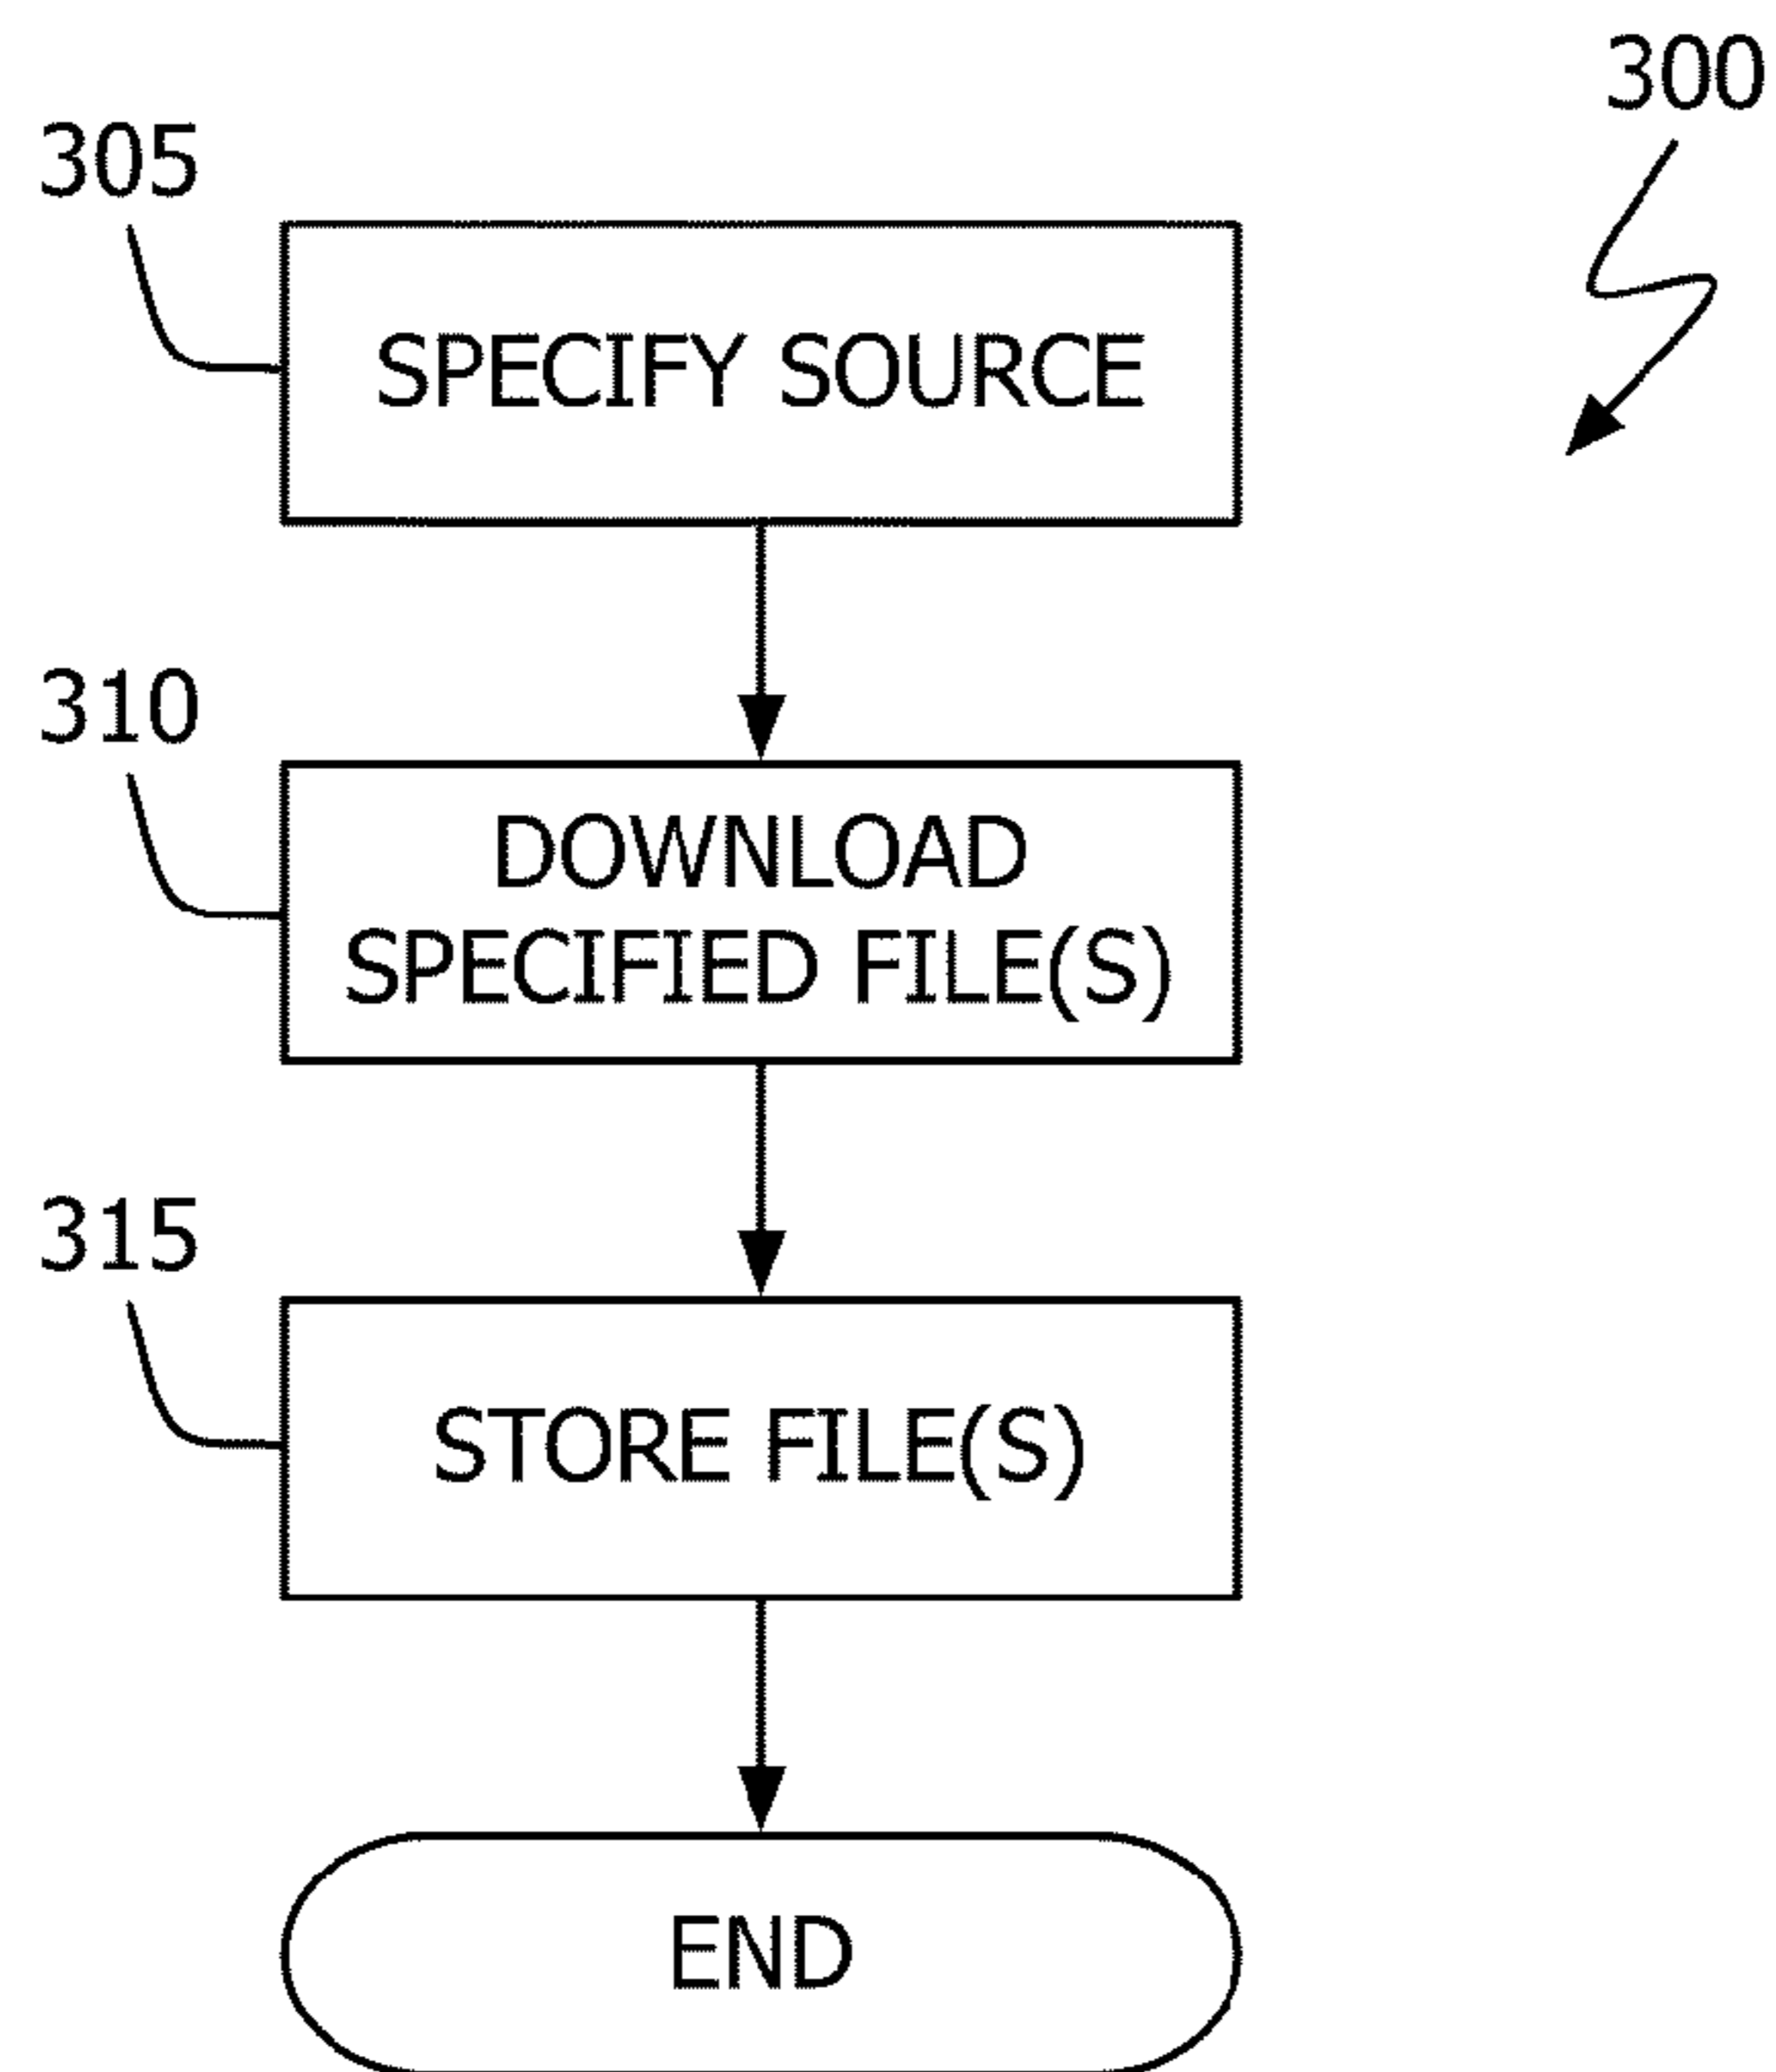 300
305
SPECIFY SOURCE
310
DOWNLOAD
SPECIFIED FILE(S)
315
STORE FILE(S)
END